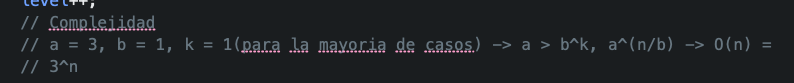 level++;
// Complejidad
// a = 3, b = 1, k = 1(para la mayoria de casos) -> a > b^k, a^(n/b) -> O(n) =
// 3^n